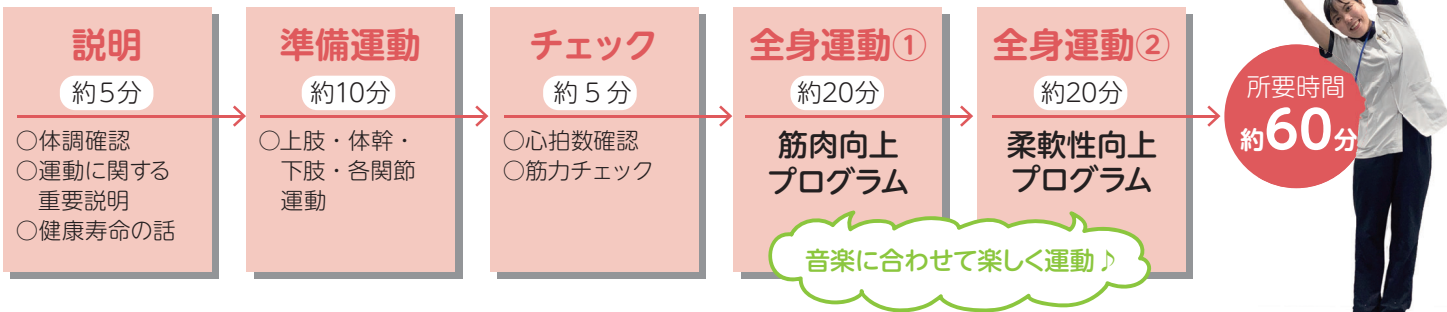 説明
約5分
○体調確認
○運動に関する
重要説明
○健康寿命の話
準備運動
約10分
○上肢・体幹・
下肢・各関節
運動
チェック
約5分
○心拍数確認
○筋力チェック
全身運動①
約20分
筋肉向上
プログラム
全身運動②
約20分
柔軟性向上
プログラム
音楽に合わせて楽しく運動♪
所要時間
約60分